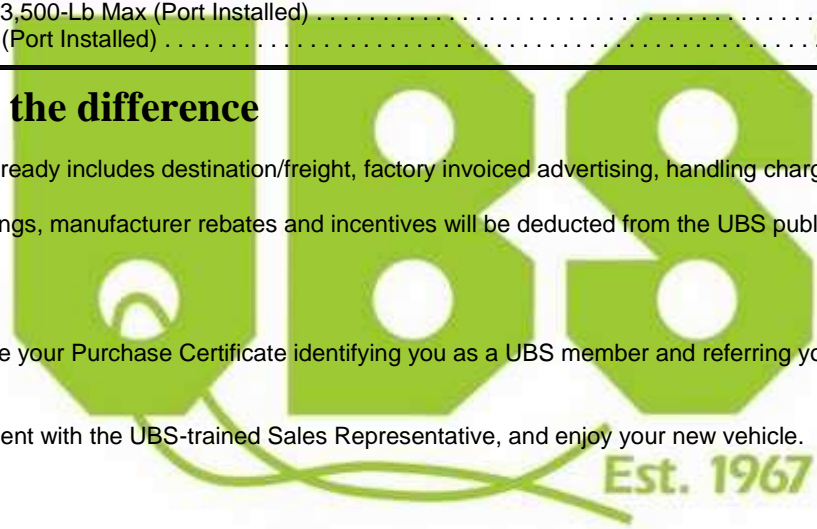 3,500-Lb Max (Port Installed) . . . . . . . . . . . . . . . . . . . . . . . . . . . . . . . . . . . . . .
(Port Installed) . . . . . . . . . . . . . . . . . . . . . . . . . . . . . . . . . . . . . . . . . . . . . . . . .
the difference
ready includes destination/freight, factory invoiced advertising, handling charg
ngs, manufacturer rebates and incentives will be deducted from the UBS publ
e your Purchase Certificate identifying you as a UBS member and referring yo
ent with the UBS-trained Sales Representative, and enjoy your new vehicle.
UBS
Est. 1967